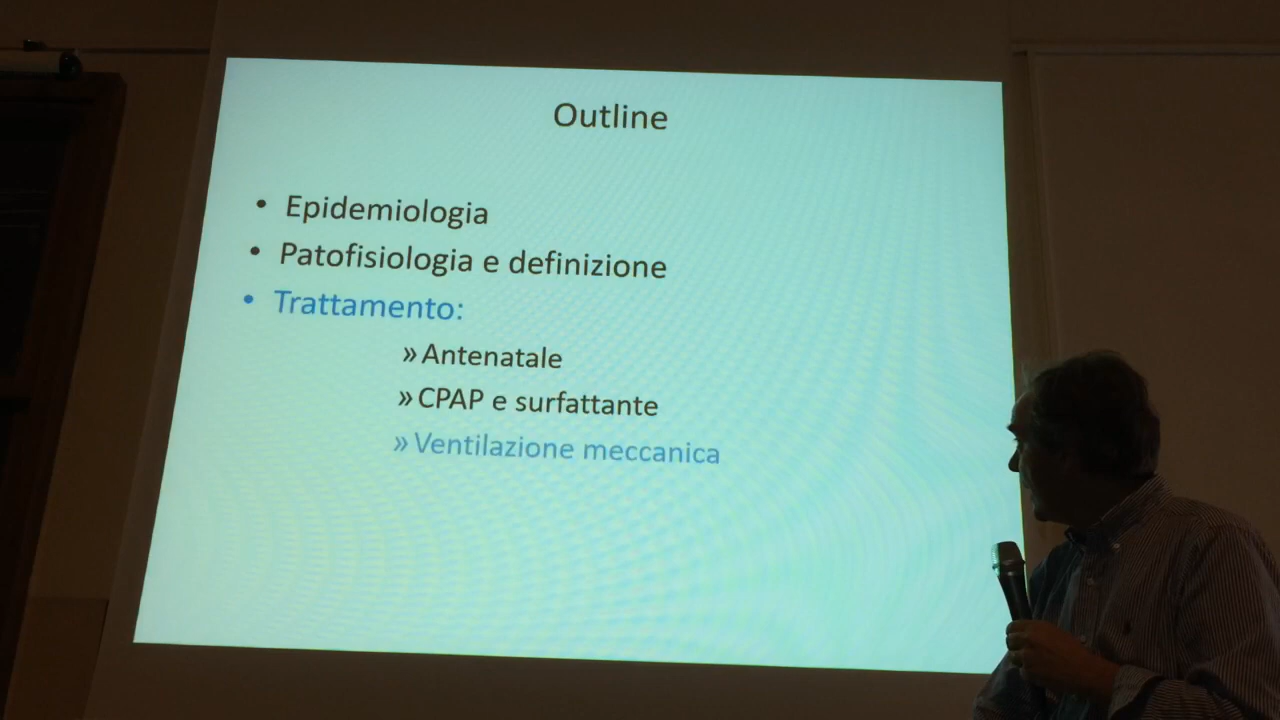 Outline
• Epidemiologia
• Patofisiologia e definizione
• Trattamento:
» Antenatale
» CPAP e surfattante
» Ventilazione meccanica